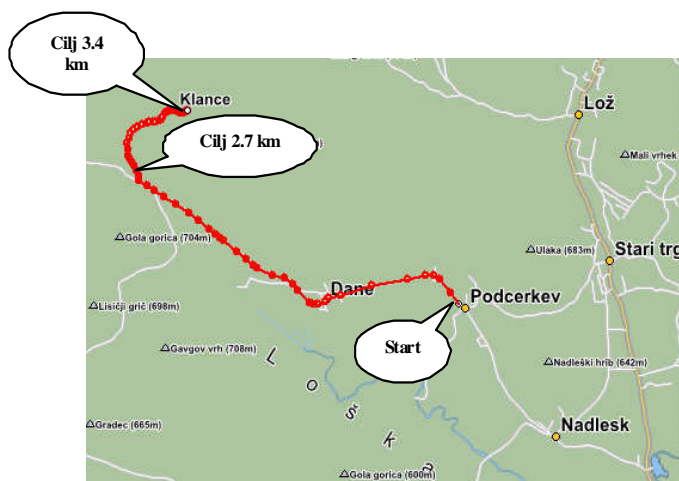 Cilj 3.4
km
Klance
Lož
Cilj 2.7 km
Mali vrhek
Gola gorica (704m)
Ulaka (683m)
Stari trg
Dane
Podcerkev
Lisičji grič (698m)
Start
Gavgov vrh (708m)
Nadleški hrib (642m)
L o š k a
Gradec (665m)
Nadlesk
Gola gorica (600m)